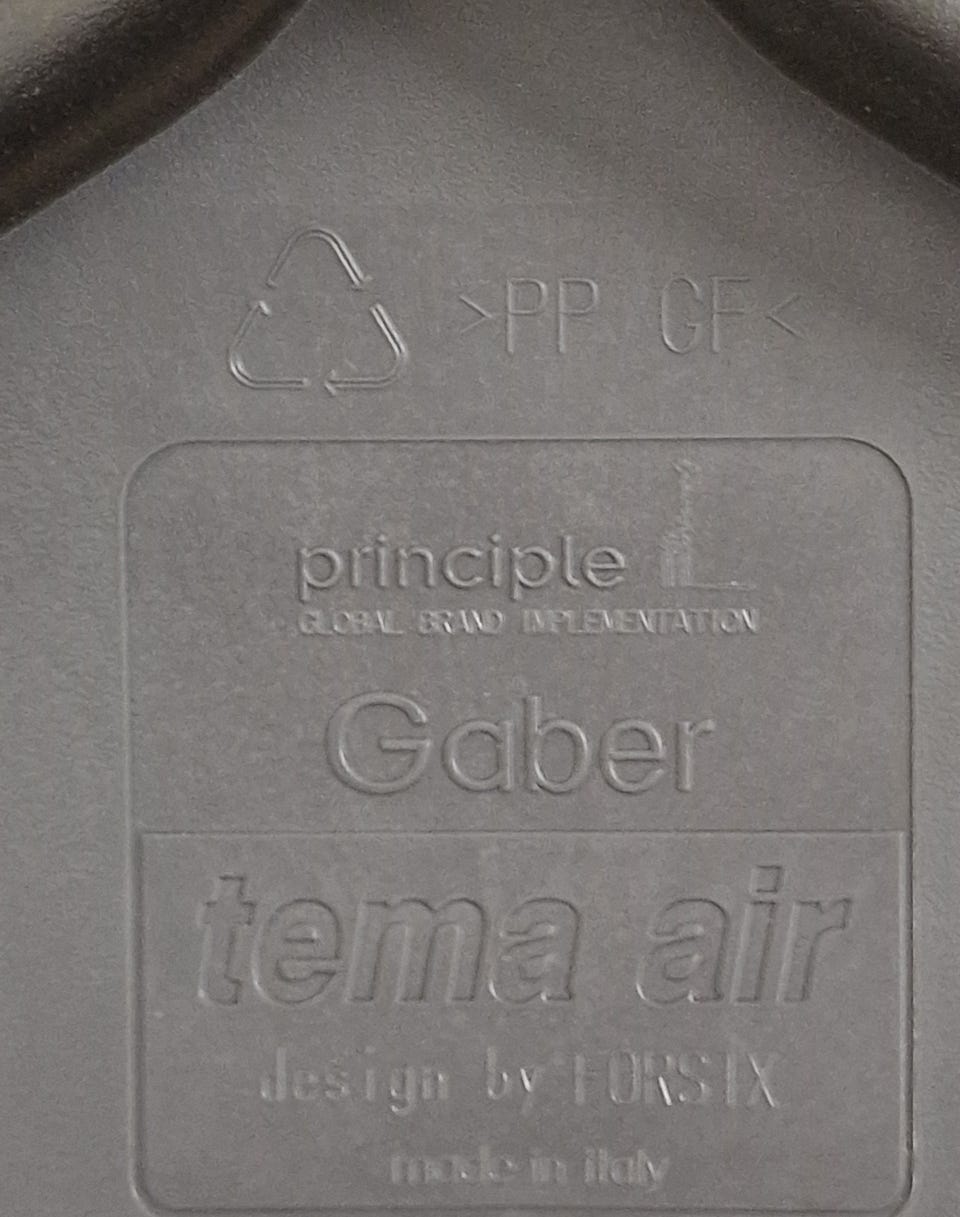 >PP GF<
principle
GLOBAL BRAND IMPLEMENTATION
Gaber
tema air
design by FORSIX
made in italy